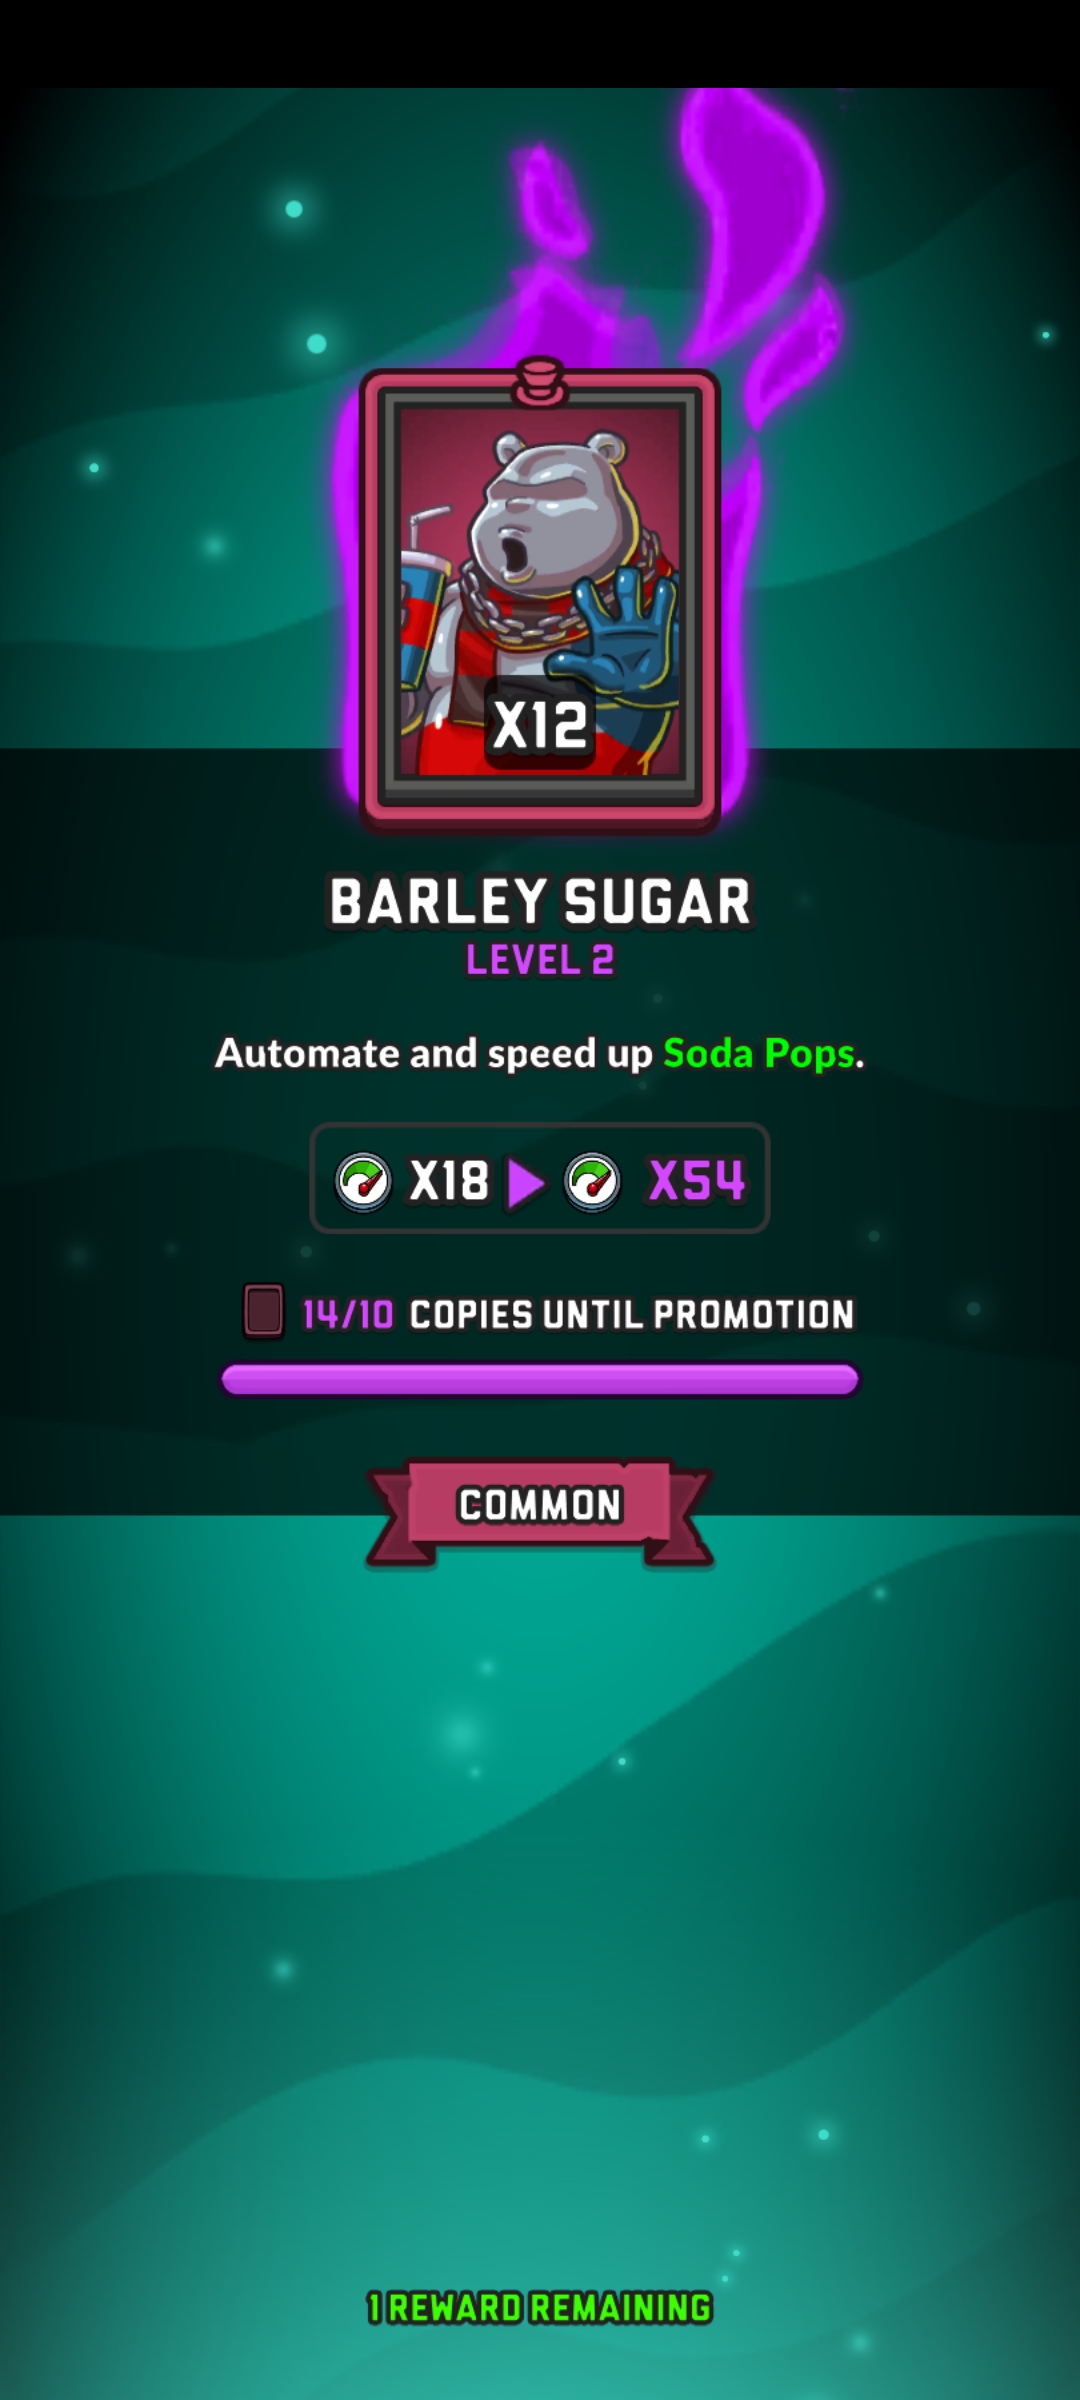 X12
BARLEY SUGAR
LEVEL 2
Automate and speed up Soda Pops.
X18 X54
14/10 COPIES UNTIL PROMOTION
COMMON
1 REWARD REMAINING